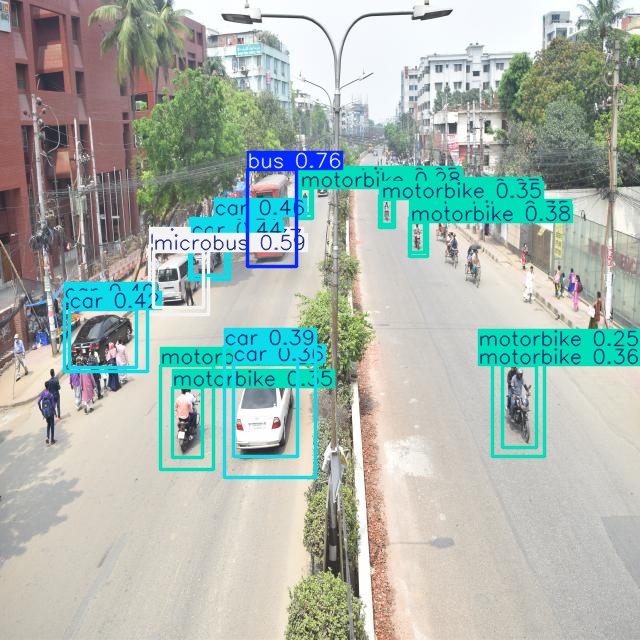 bus 0.76
motorbike 0.28
motorbike 0.35
car 0.46
motorbike 0.38
microbus 0.59
car 0.42
car 0.39
motorbike 0.25
car 0.36
motorbike 0.36
motorbike 0.35